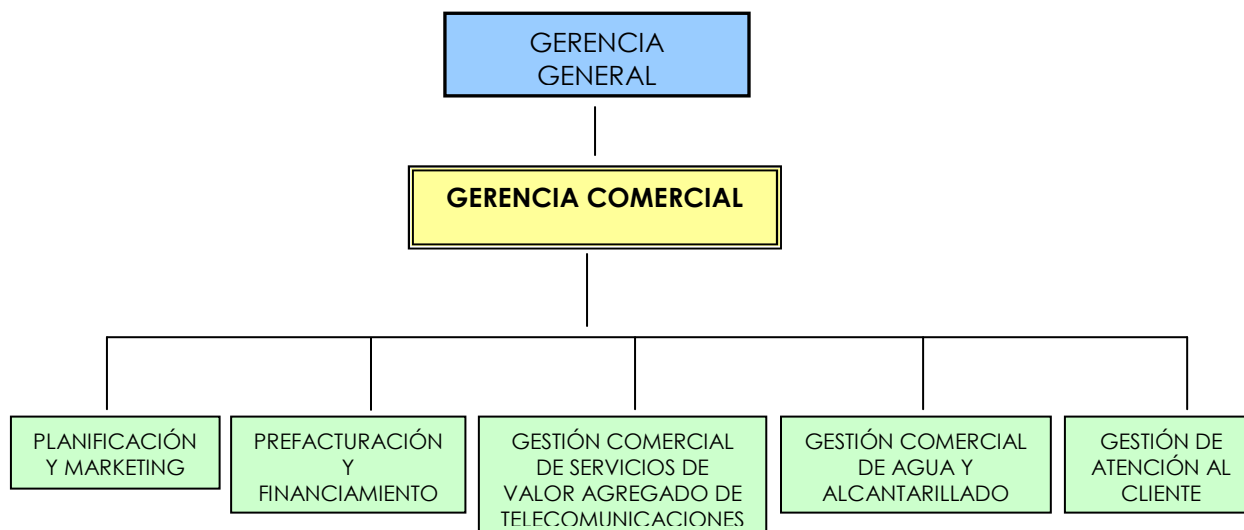 GERENCIA
GENERAL
GERENCIA COMERCIAL
PLANIFICACIÓN
Y MARKETING
PREFACTURACIÓN
Y
FINANCIAMIENTO
GESTIÓN COMERCIAL
DE SERVICIOS DE
VALOR AGREGADO DE
TELECOMUNICACIONES
GESTIÓN COMERCIAL
DE AGUA Y
ALCANTARILLADO
GESTIÓN DE
ATENCIÓN AL
CLIENTE